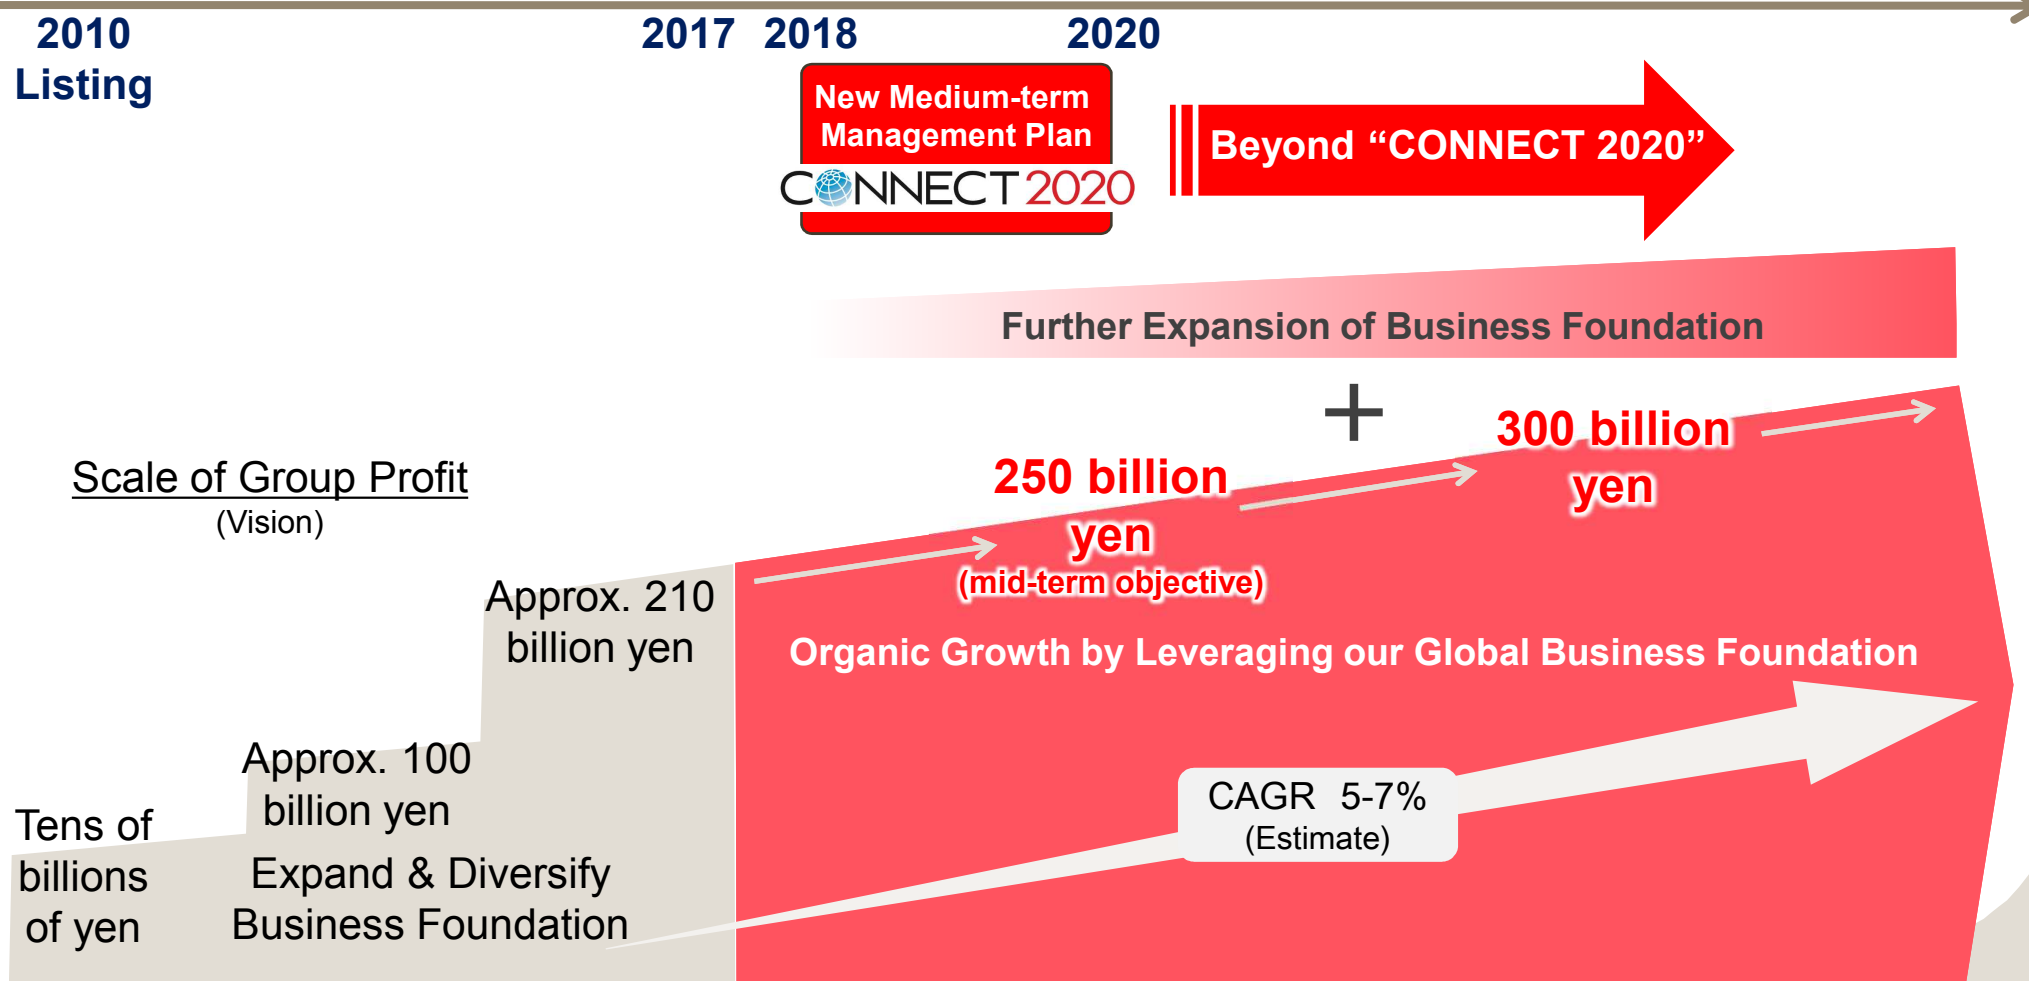 2010
Listing
2017
2018
2020
New Medium-term
Management Plan
CONNECT 2020
Beyond “CONNECT 2020”
Further Expansion of Business Foundation
+
300 billion
yen
250 billion
yen
(mid-term objective)
Scale of Group Profit
(Vision)
Approx. 210
billion yen
Organic Growth by Leveraging our Global Business Foundation
Approx. 100
billion yen
CAGR 5-7%
(Estimate)
Tens of
billions
of yen
Expand & Diversify
Business Foundation